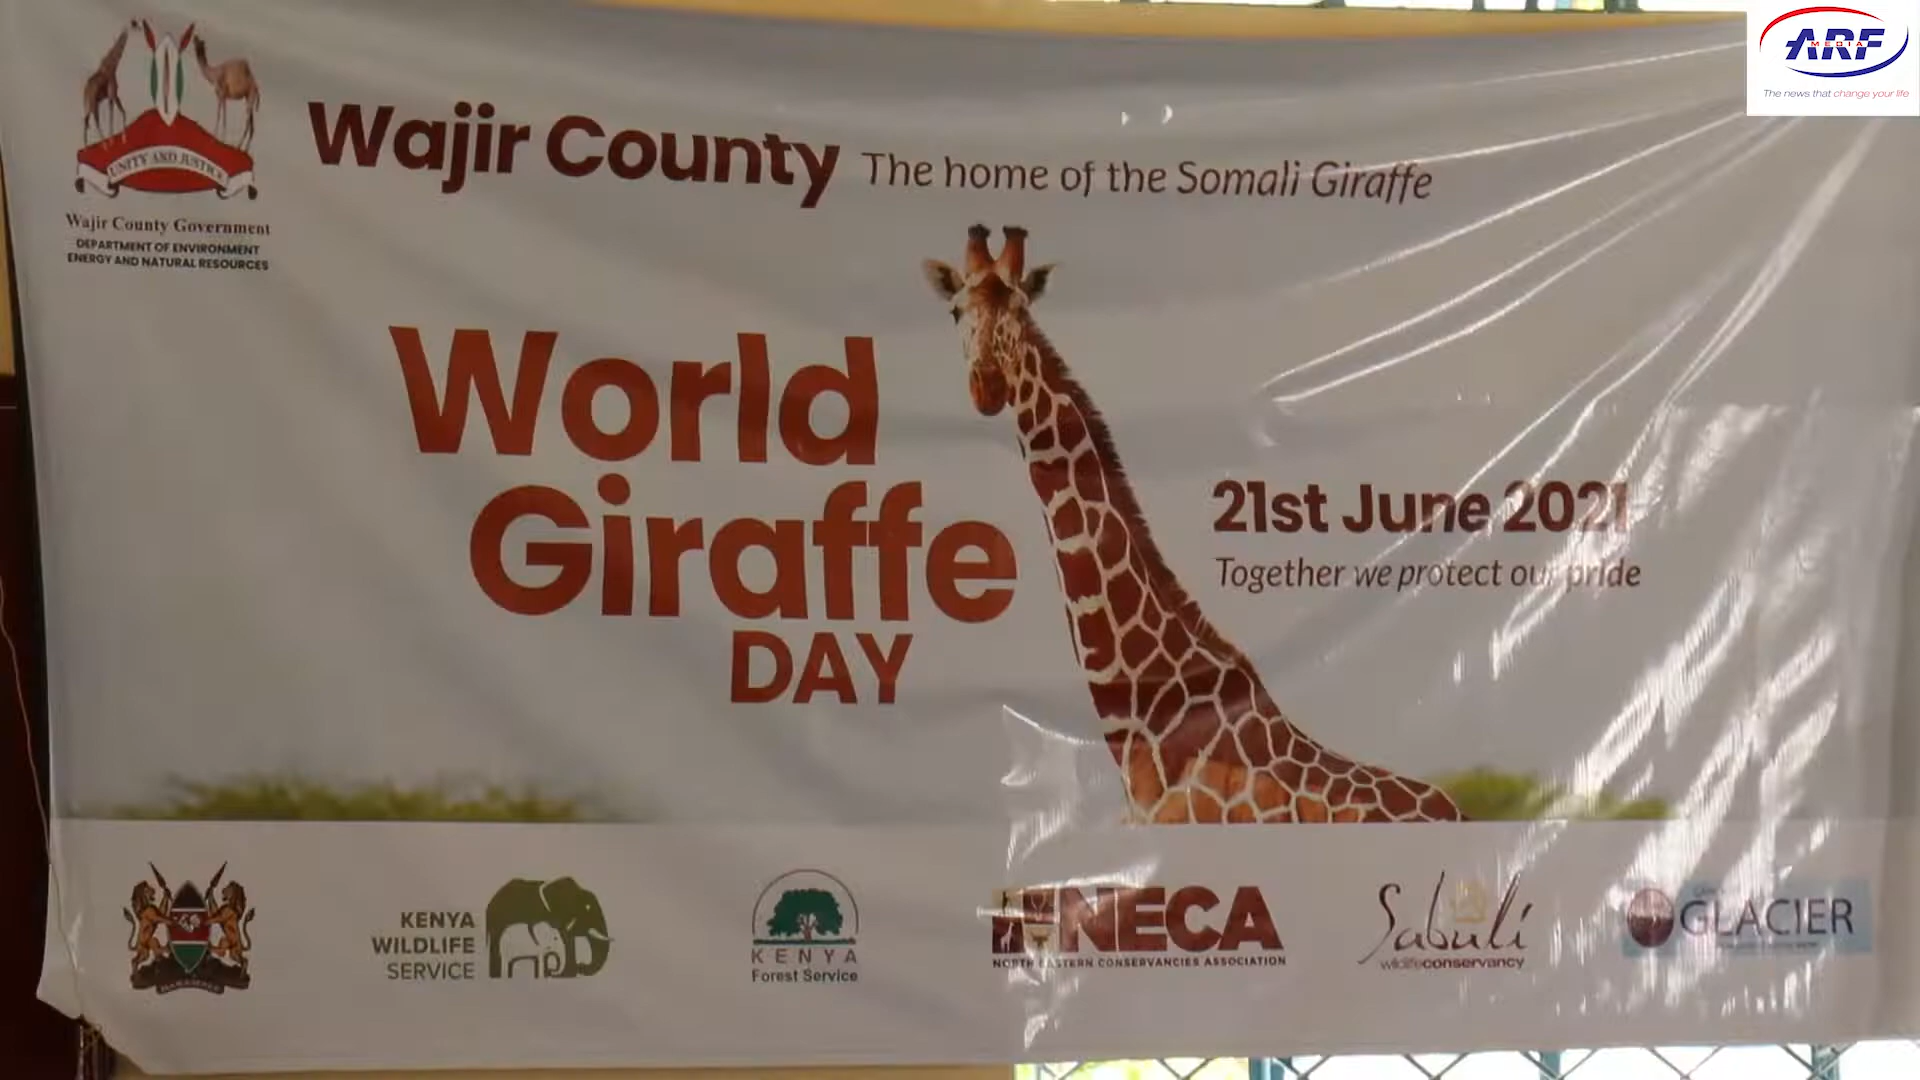 ARF
MEDIA
The news that change your life
UNITY AND JUSTICE
Wajir County Government
DEPARTMENT OF ENVIRONMENT
ENERGY AND NATURAL RESOURCES
Wajir County The home of the Somali Giraffe
World
Giraffe
DAY
21st June 2021
Together we protect our pride
HARAMBEE
KENYA
WILDLIFE
SERVICE
KENYA
Forest Service
NECA
NORTH EASTERN CONSERVANCIES ASSOCIATION
Sabuli
wildlifeconservancy
GLACIER